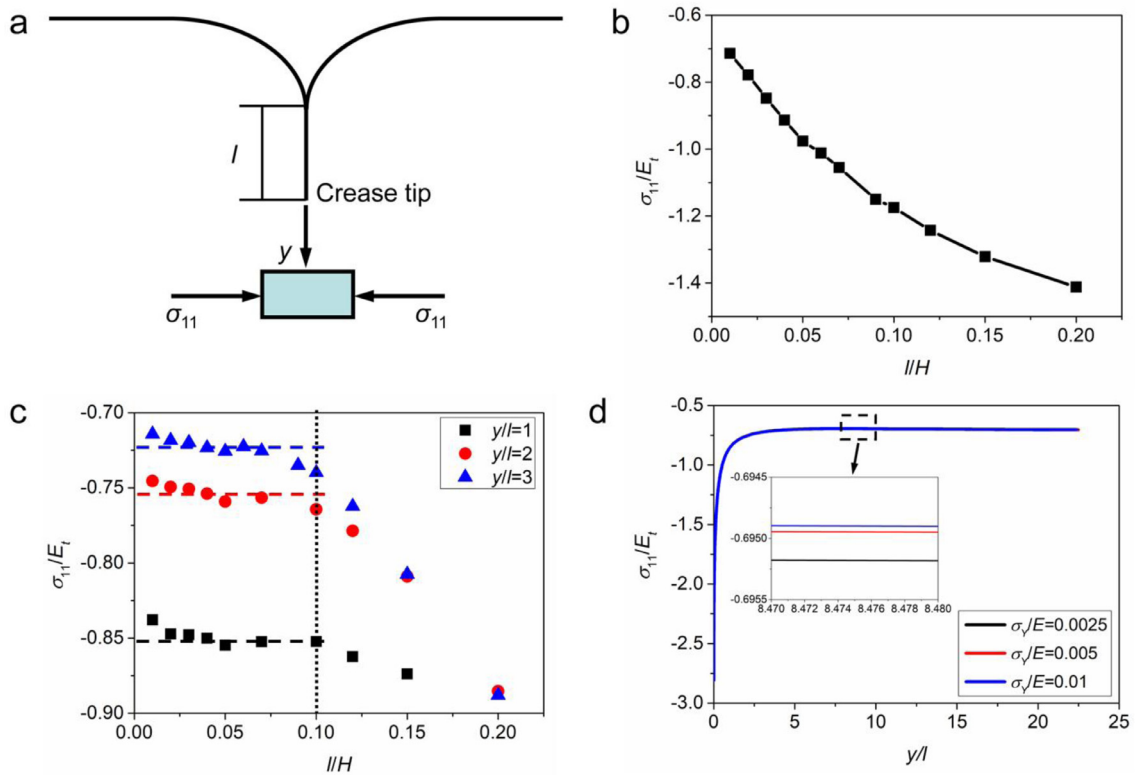 a
l
Crease tip
y
σ11
σ11
b
-0.6
-0.8
-1.0
-1.2
-1.4
σ11/Et
0.00
0.05
0.10
0.15
0.20
l/H
c
-0.70
-0.75
-0.80
-0.85
-0.90
σ11/Et
y/l=1
y/l=2
y/l=3
0.00
0.05
0.10
0.15
0.20
l/H
d
-0.5
-1.0
-1.5
-2.0
-2.5
-3.0
σ11/Et
-0.6945
-0.6950
-0.6955
8.470
8.472
8.474
8.476
8.478
8.480
σY/E=0.0025
σY/E=0.005
σY/E=0.01
0
5
10
15
20
25
y/l